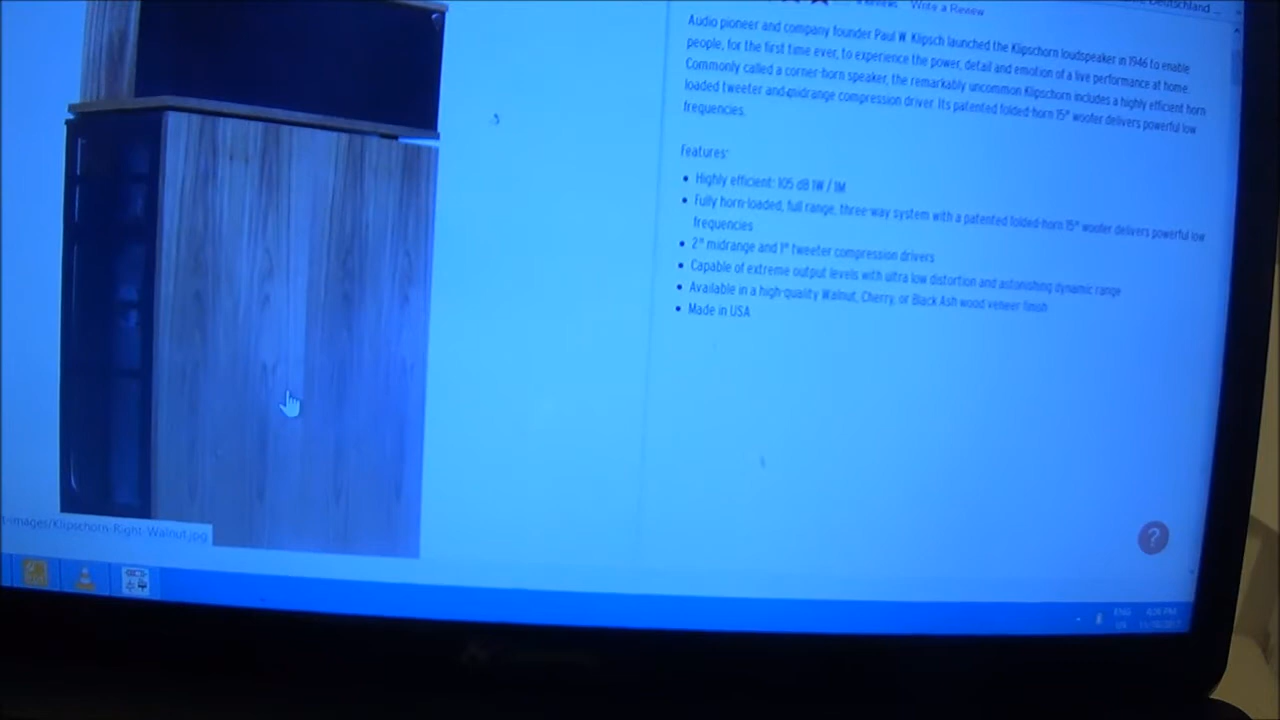 Deutschland ...
Reviews Write a Review
Audio pioneer and company founder Paul W. Klipsch launched the Klipschorn loudspeaker in 1946 to enable
people, for the first time ever, to experience the power, detail and emotion of a live performance at home.
Commonly called a corner-horn speaker, the remarkably uncommon Klipschorn includes a highly efficient horn
loaded tweeter and midrange compression driver. Its patented folded-horn 15" woofer delivers powerful low
frequencies.
Features:
• Highly efficient: 105 dB 1W / 1M
• Fully horn-loaded, full range, three-way system with a patented folded-horn 15" woofer delivers powerful low
frequencies
• 2" midrange and 1" tweeter compression drivers
• Capable of extreme output levels with ultra low distortion and astonishing dynamic range
• Available in a high-quality Walnut, Cherry, or Black Ash wood veneer finish
• Made in USA
t-images/Klipschorn-Right-Walnut.jpg
?
ENG